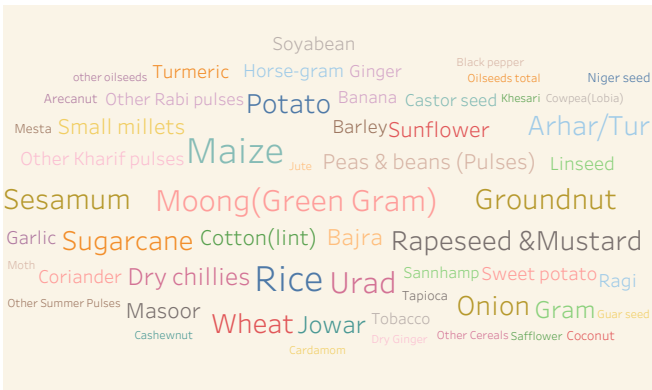 Soyabean
Black pepper
other oilseeds Turmeric Horse-gram Ginger Oilseeds total Niger seed
Arecanut Other Rabi pulses Potato Banana Castor seed Khesari Cowpea(Lobia)
Mesta Small millets Barley Sunflower Arhar/Tur
Other Kharif pulses Maize Jute Peas & beans (Pulses) Linseed
Sesamum Moong(Green Gram) Groundnut
Garlic Sugarcane Cotton(lint) Bajra Rapeseed &Mustard
Moth Coriander Dry chillies Rice Urad Sannhamp Sweet potato Ragi
Other Summer Pulses Masoor Tapioca Onion Gram Guar seed
Cashewnut Wheat Jowar Tobacco Dry Ginger Other Cereals Safflower Coconut
Cardamom